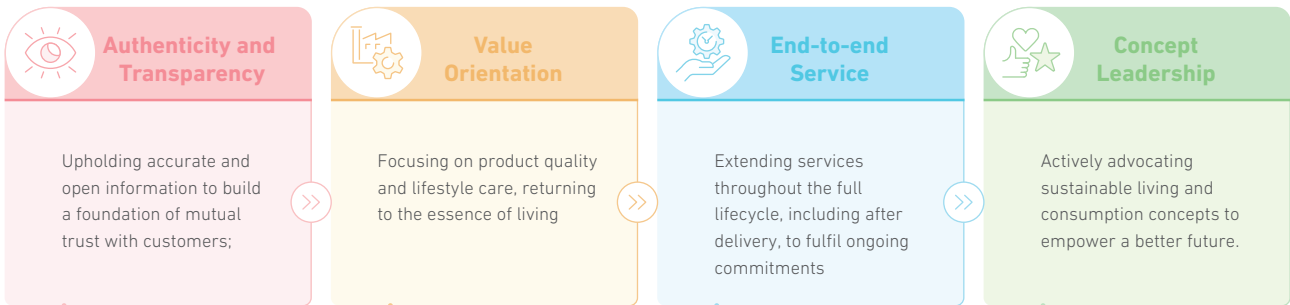 Authenticity and
Transparency
Upholding accurate and
open information to build
a foundation of mutual
trust with customers;
Value
Orientation
Focusing on product quality
and lifestyle care, returning
to the essence of living
End-to-end
Service
Extending services
throughout the full
lifecycle, including after
delivery, to fulfil ongoing
commitments
Concept
Leadership
Actively advocating
sustainable living and
consumption concepts to
empower a better future.